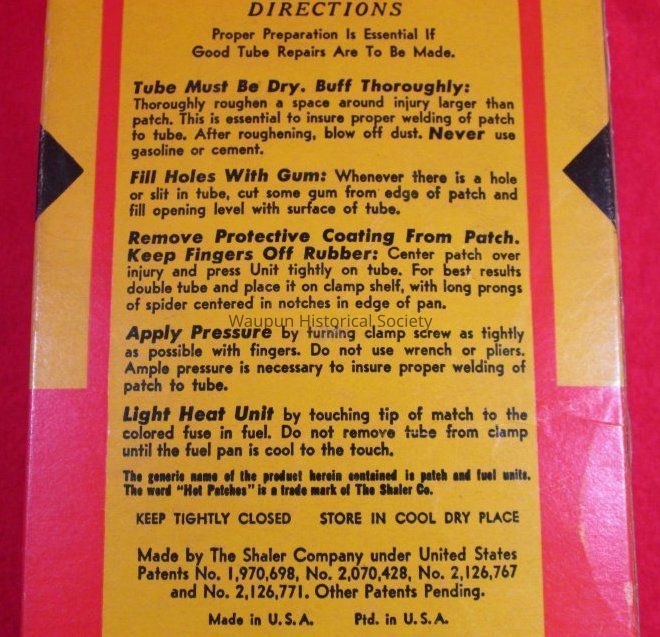 DIRECTIONS
Proper Preparation is Essential If
Good Tube Repairs Are To Be Made.
Tube Must Be Dry. Buff Thoroughly:
Thoroughly roughen a space around injury larger than
patch. This is essential to insure proper welding of patch
to tube. After roughening, blow off dust. Never use
gasoline or cement.
Fill Holes With Gum: Whenever there is a hole
or slit in tube, cut some gum from edge of patch and
fill opening level with surface of tube.
Remove Protective Coating From Patch.
Keep Fingers Off Rubber: Center patch over
injury and press Unit tightly on tube. For best results
double tube and place it on clamp shelf, with long prongs
of spider centered in notches in edge of pan.
Waupun Historical Society
Apply Pressure by turning clamp screw as tightly
as possible with fingers. Do not use wrench or pliers.
Ample pressure is necessary to insure proper welding of
patch to tube.
Light Heat Unit by touching tip of match to the
colored fuse in fuel. Do not remove tube from clamp
until the fuel pan is cool to the touch.
The generic name of the product herein contained is patch and fuel units.
The word "Hot Patches" is a trade mark of The Shaler Co.
KEEP TIGHTLY CLOSED STORE IN COOL DRY PLACE
Made by The Shaler Company under United States
Patents No. 1,970,698, No. 2,070,428, No. 2,126,767
and No. 2,126,771. Other Patents Pending.
Made in U.S.A. Ptd. in U.S.A.